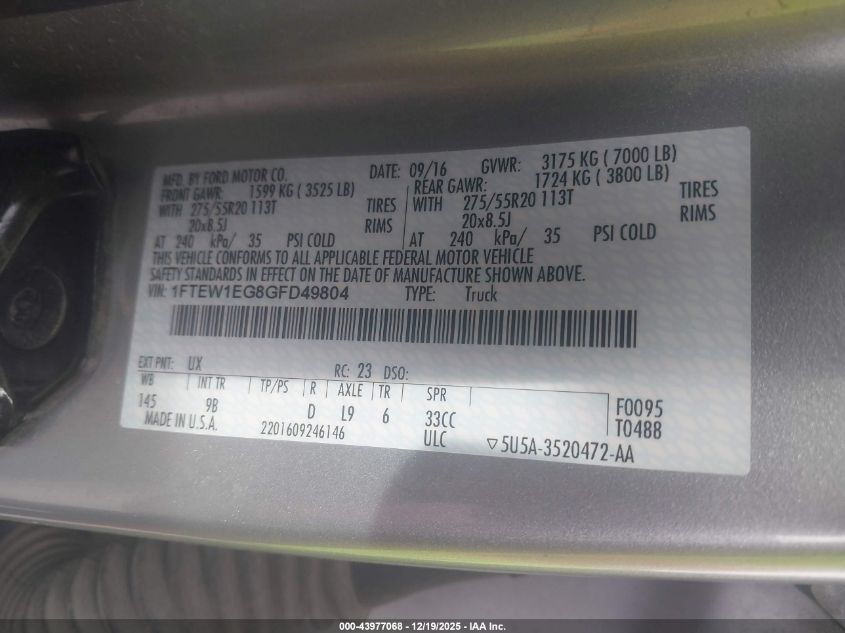 MFD. BY FORD MOTOR CO. DATE: 09/16 GVWR: 3175 KG ( 7000 LB)
FRONT GAWR: 1599 KG ( 3525 LB) REAR GAWR: 1724 KG ( 3800 LB)
WITH 275/55R20 113T TIRES WITH 275/55R20 113T TIRES
20x8.5J RIMS 20x8.5J RIMS
AT 240 kPa/ 35 PSI COLD AT 240 kPa/ 35 PSI COLD
THIS VEHICLE CONFORMS TO ALL APPLICABLE FEDERAL MOTOR VEHICLE
SAFETY STANDARDS IN EFFECT ON THE DATE OF MANUFACTURE SHOWN ABOVE.
VIN: 1FTEW1EG8GFD49804 TYPE: Truck
EXT PNT: UX RC: 23 DSO:
WB INT TR TP/PS R AXLE TR SPR
145 9B D L9 6 33CC F0095
MADE IN U.S.A. 2201609246146 ULC T0488
▽5U5A-3520472-AA
000-43977068 - 12/19/2025 - IAA Inc.